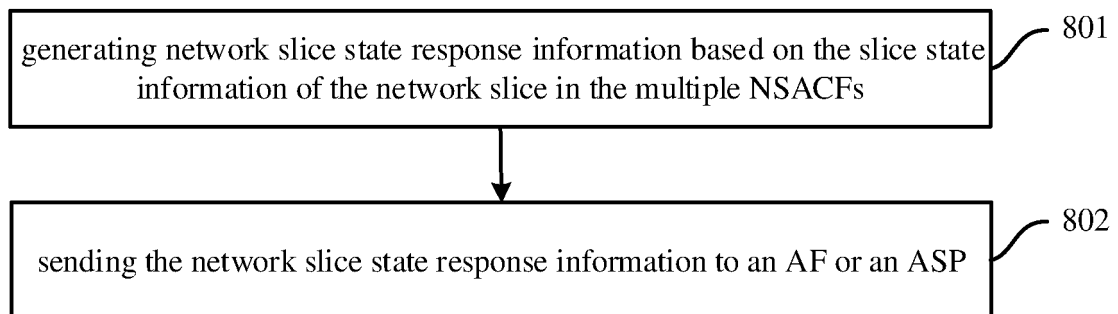 generating network slice state response information based on the slice state
information of the network slice in the multiple NSACFs
801
sending the network slice state response information to an AF or an ASP
802